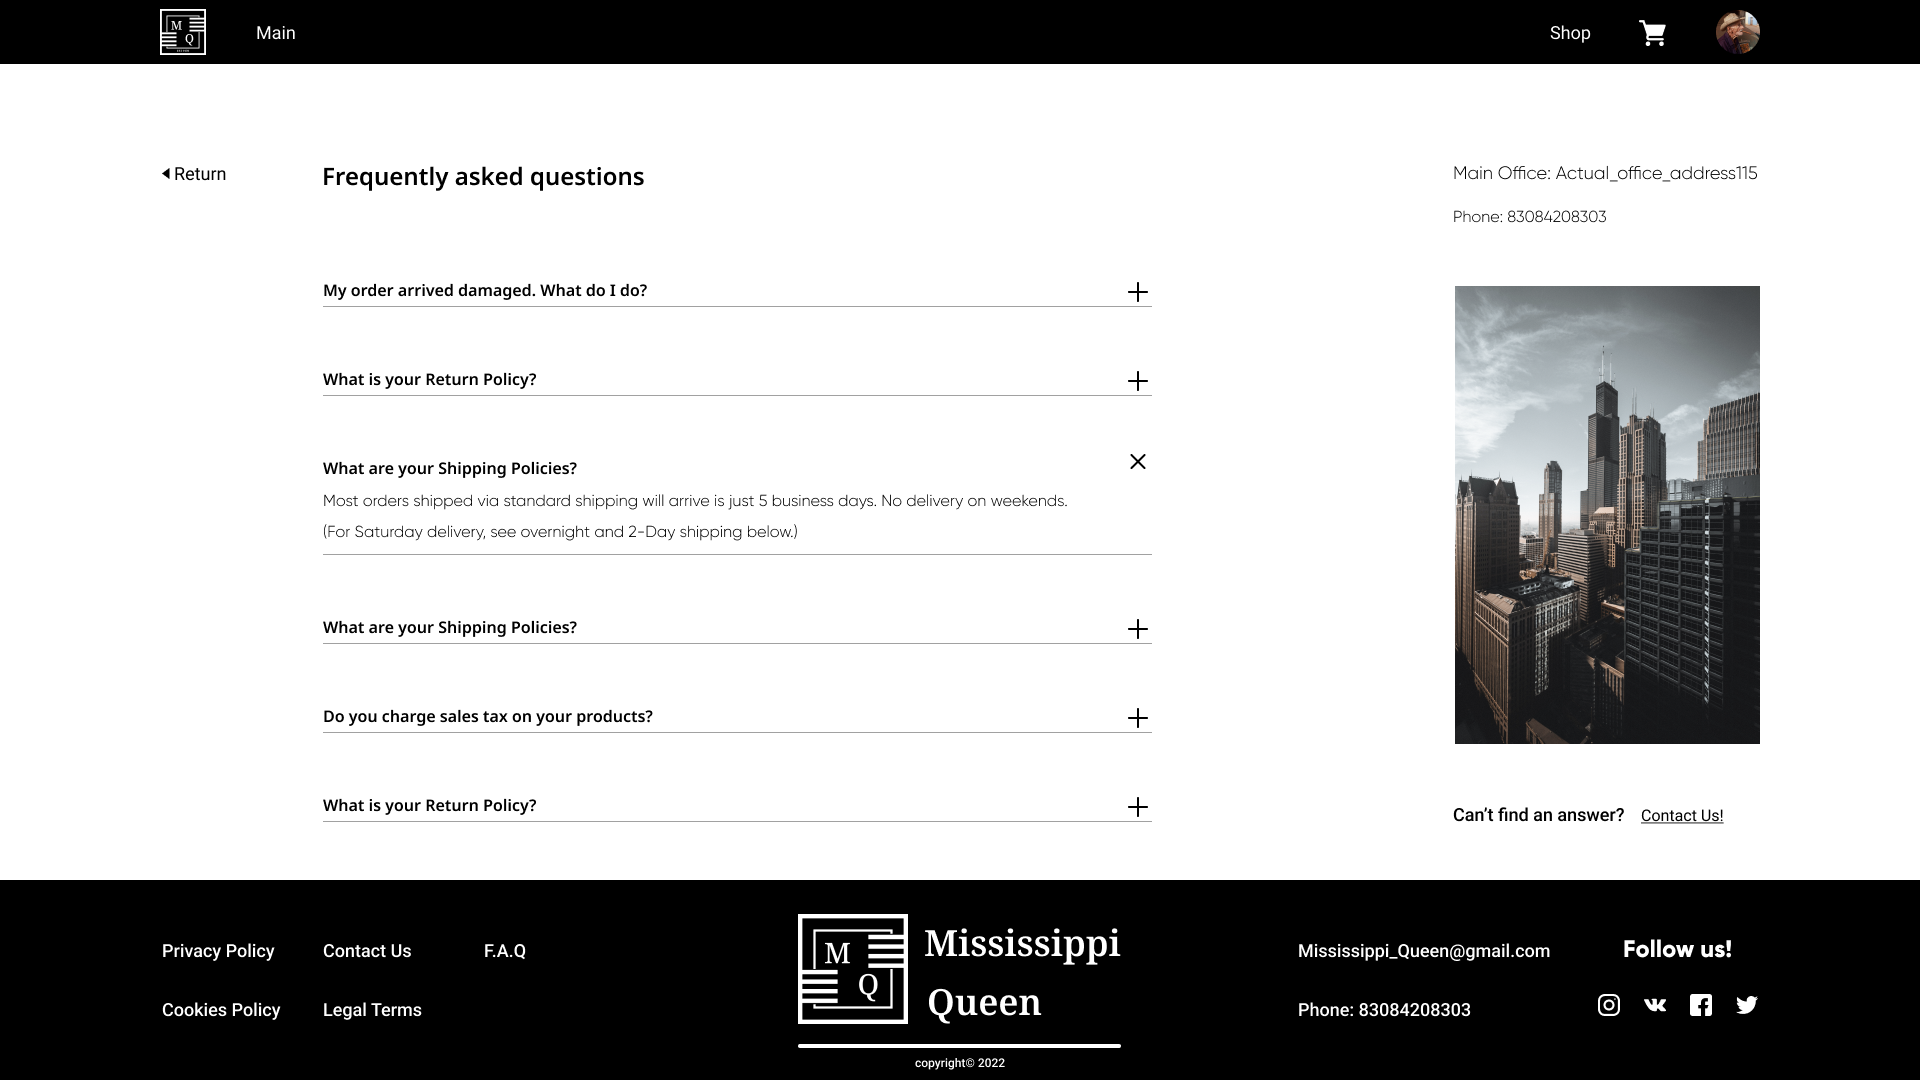 M
Q
Main
Shop
Return
Frequently asked questions
Main Office: Actual_office_address115
Phone: 83084208303
My order arrived damaged. What do I do?
What is your Return Policy?
What are your Shipping Policies?
Most orders shipped via standard shipping will arrive is just 5 business days. No delivery on weekends.
(For Saturday delivery, see overnight and 2-Day shipping below.)
What are your Shipping Policies?
Do you charge sales tax on your products?
What is your Return Policy?
Can’t find an answer? Contact Us!
Privacy Policy
Contact Us
F.A.Q
Cookies Policy
Legal Terms
M
Q
Mississippi
Queen
copyright© 2022
Mississippi_Queen@gmail.com
Phone: 83084208303
Follow us!